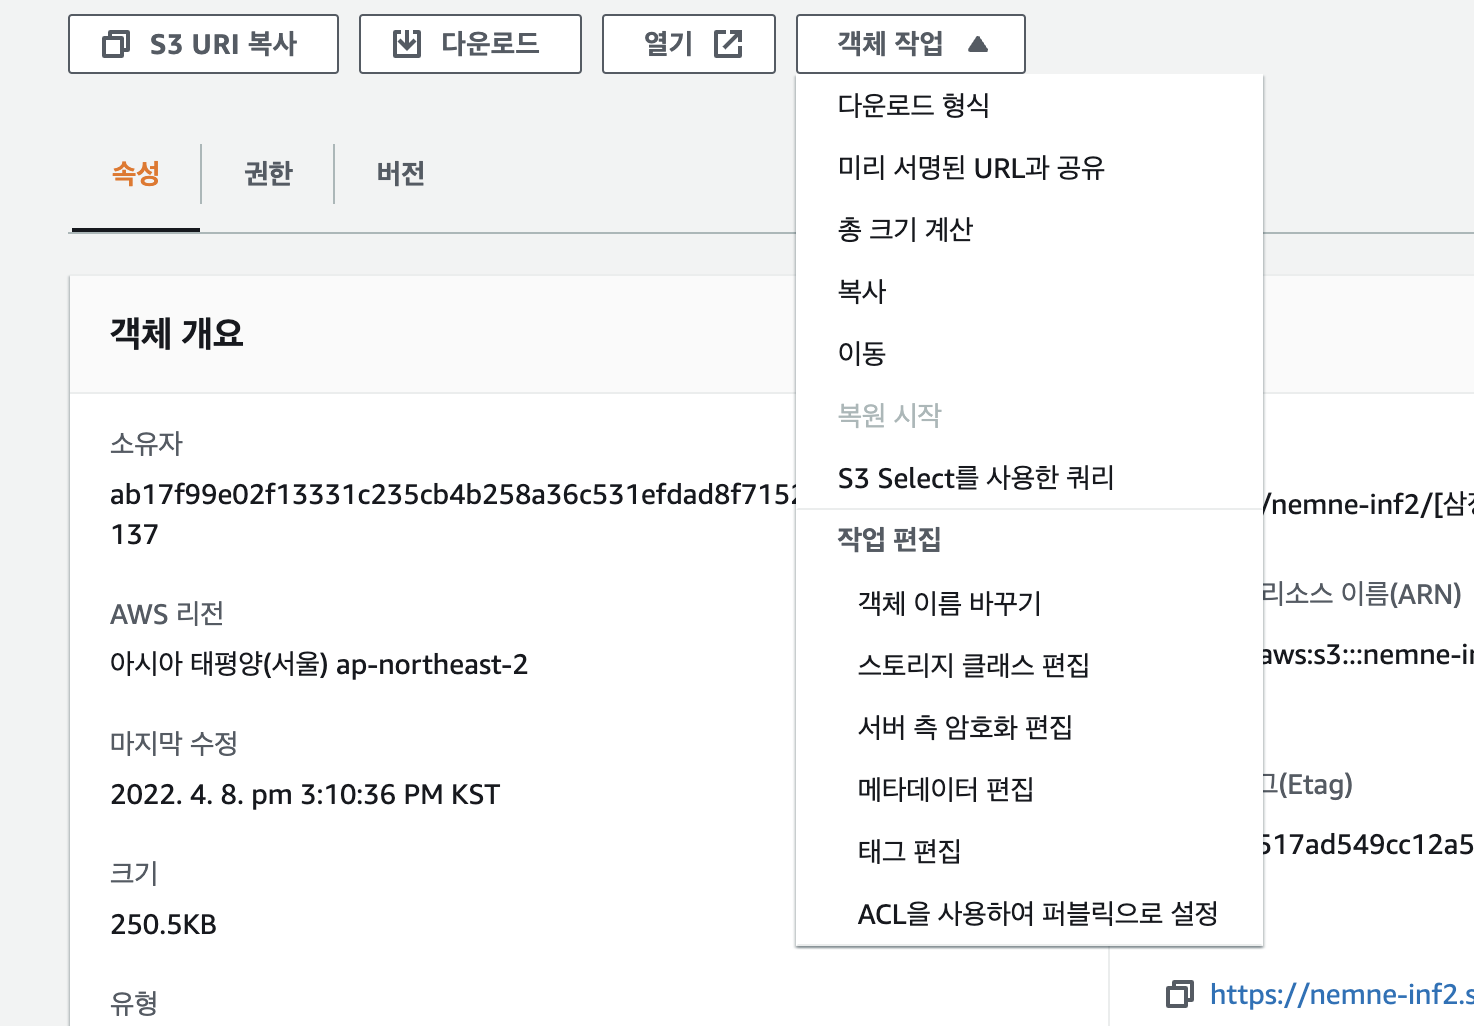 S3 URI 복사
다운로드
열기
객체 작업
다운로드 형식
미리 서명된 URL과 공유
총 크기 계산
복사
이동
복원 시작
S3 Select를 사용한 쿼리
작업 편집
객체 이름 바꾸기
스토리지 클래스 편집
서버 측 암호화 편집
메타데이터 편집
태그 편집
ACL을 사용하여 퍼블릭으로 설정
속성
권한
버전
객체 개요
소유자
ab17f99e02f13331c235cb4b258a36c531efdad8f7152
137
AWS 리전
아시아 태평양(서울) ap-northeast-2
마지막 수정
2022. 4. 8. pm 3:10:36 PM KST
크기
250.5KB
유형
/nemne-inf2/[삼
리소스 이름(ARN)
aws:s3:::nemne-in
그(Etag)
517ad549cc12a5
https://nemne-inf2.s